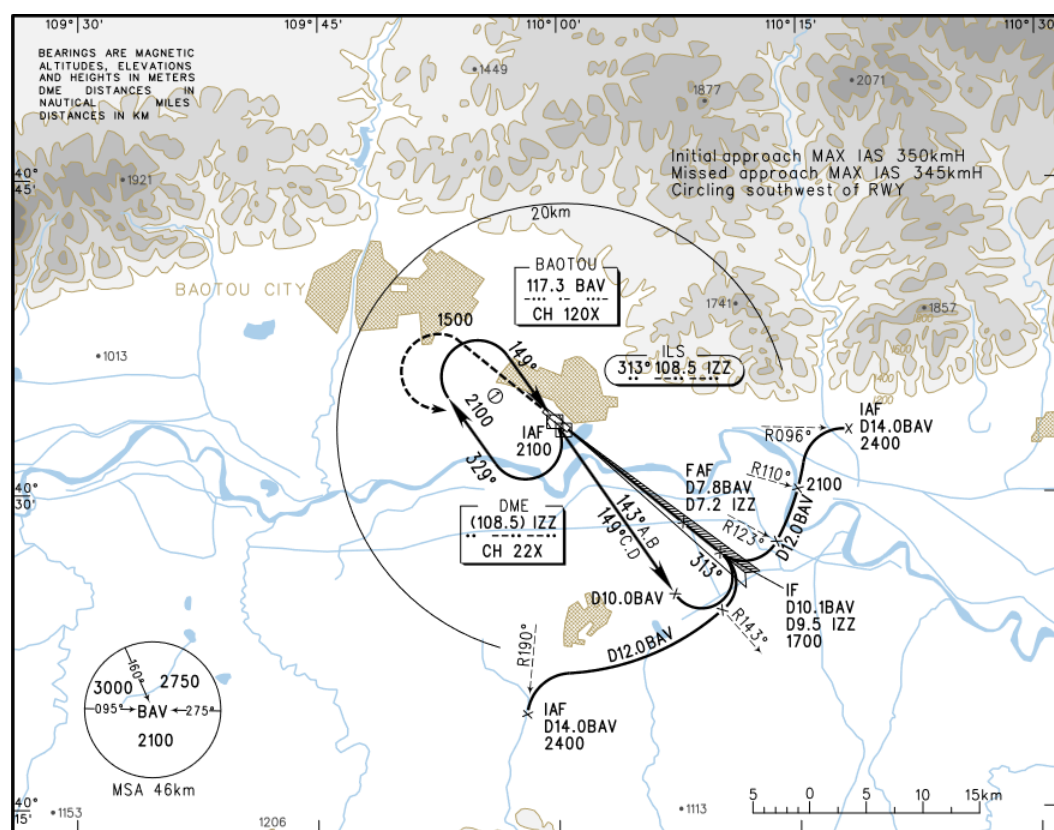 109°30' 109°45' 110°00' 110°15' 110°30'
BEARINGS ARE MAGNETIC
ALTITUDES, ELEVATIONS
AND HEIGHTS IN METERS
DME DISTANCES IN
NAUTICAL MILES
DISTANCES IN KM
1449
1877
2071
Initial approach MAX IAS 350kmH
Missed approach MAX IAS 345kmH
Circling southwest of RWY
40°
45'
1921
20km
BAOTOU CITY
BAOTOU
117.3 BAV
-··· ·- ···-
CH 120X
1741
1857
1800
1600
1400
1200
1500
1013
149°
ILS
313° 108.5 IZZ
·· --·· --··
①
2100
IAF
2100
329°
IAF
D14.0BAV
2400
R096°
R110°
2100
FAF
D7.8BAV
D7.2 IZZ
R123°
D12.0BAV
40°
30'
DME
(108.5) IZZ
·· --·· --··
CH 22X
143°A.B
149°C.D
313°
D10.0BAV
IF
D10.1BAV
D9.5 IZZ
1700
R143°
R190°
D12.0BAV
IAF
D14.0BAV
2400
160°
3000 2750
095° BAV 275°
2100
MSA 46km
5 0 5 10 15km
40°
15'
1153
1206
1113